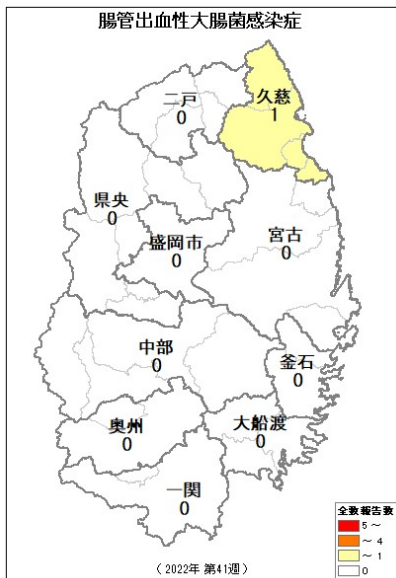 腸管出血性大腸菌感染症
二戸
0
久慈
1
県央
0
盛岡市
0
宮古
0
中部
0
釜石
0
奥州
0
大船渡
0
一関
0
全数報告数
5 ～
～ 4
～ 1
0
（ 2022年 第41週 ）